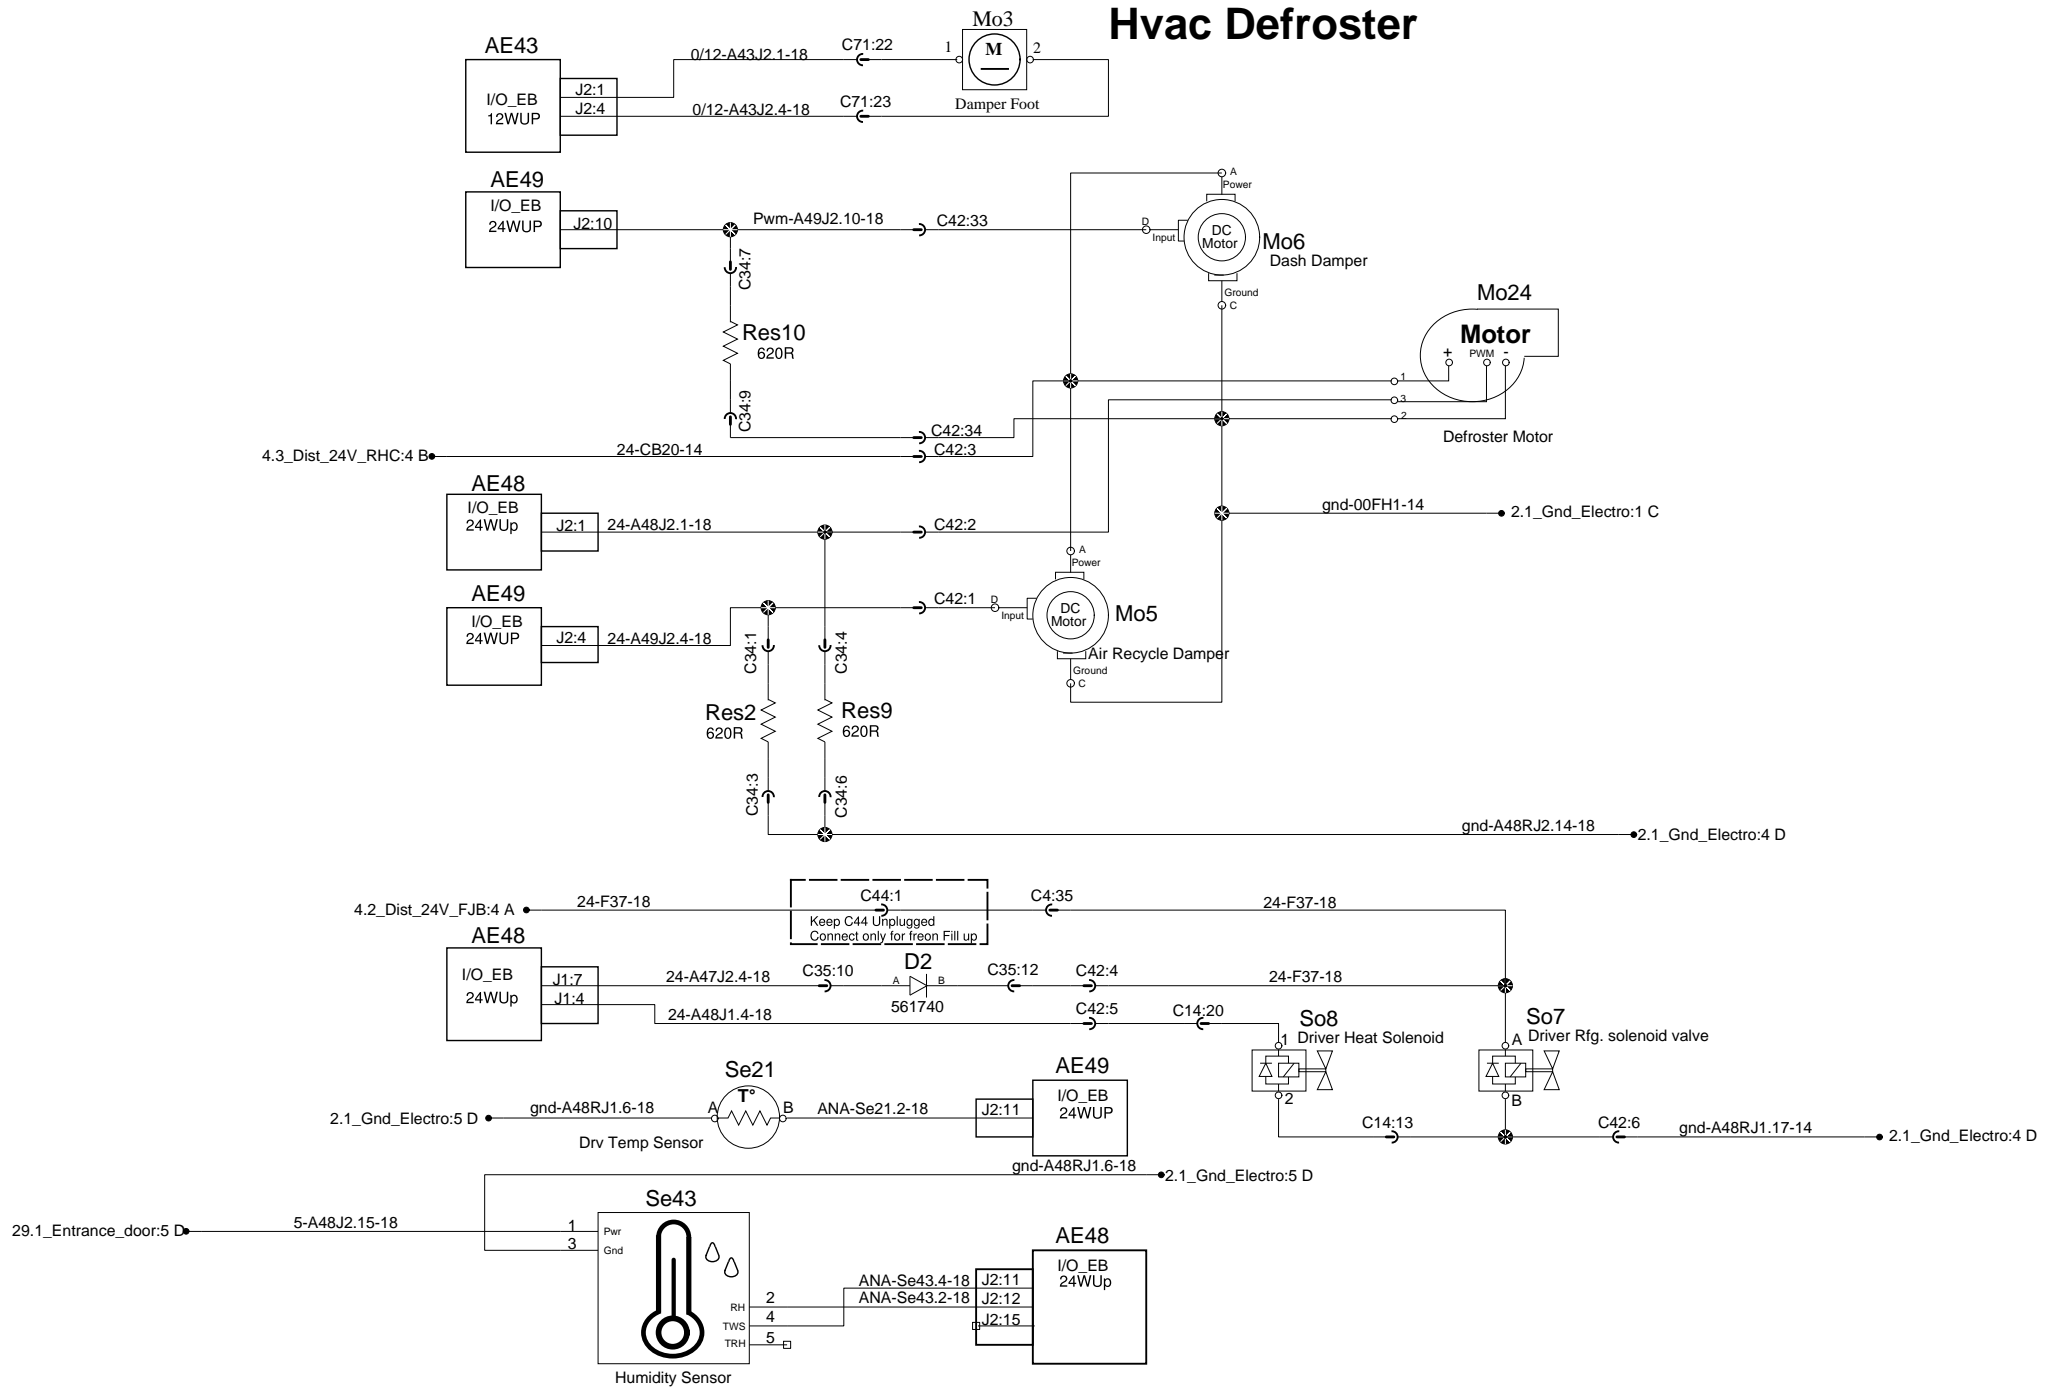 Hvac Defroster
AE43
I/O_EB
12WUP
J2:1
J2:4
0/12-A43J2.1-18
C71:22
0/12-A43J2.4-18
C71:23
Mo3
1
M
2
Damper Foot
AE49
I/O_EB
24WUP
J2:10
Pwm-A49J2.10-18
C42:33
D
Input
A
Power
DC
Motor
Mo6
Dash Damper
Ground
C
C34:7
Res10
620R
C34:9
Mo24
Motor
+
PWM
-
1
3
2
Defroster Motor
C42:34
4.3_Dist_24V_RHC:4 B
24-CB20-14
C42:3
AE48
I/O_EB
24WUp
J2:1
24-A48J2.1-18
C42:2
gnd-00FH1-14
2.1_Gnd_Electro:1 C
AE49
I/O_EB
24WUP
J2:4
24-A49J2.4-18
C42:1
D
Input
A
Power
DC
Motor
Mo5
Air Recycle Damper
Ground
C
C34:1
C34:4
Res2
620R
Res9
620R
C34:3
C34:6
gnd-A48RJ2.14-18
2.1_Gnd_Electro:4 D
4.2_Dist_24V_FJB:4 A
24-F37-18
C44:1
Keep C44 Unplugged
Connect only for freon Fill up
C4:35
24-F37-18
AE48
I/O_EB
24WUp
J1:7
J1:4
24-A47J2.4-18
C35:10
D2
A
B
561740
C35:12
C42:4
24-F37-18
24-A48J1.4-18
C42:5
C14:20
So8
Driver Heat Solenoid
1
2
So7
Driver Rfg. solenoid valve
A
B
C14:13
C42:6
gnd-A48RJ1.17-14
2.1_Gnd_Electro:4 D
Se21
T°
2.1_Gnd_Electro:5 D
gnd-A48RJ1.6-18
A
B
Drv Temp Sensor
ANA-Se21.2-18
AE49
I/O_EB
24WUP
J2:11
gnd-A48RJ1.6-18
2.1_Gnd_Electro:5 D
29.1_Entrance_door:5 D
5-A48J2.15-18
Se43
1
Pwr
3
Gnd
RH
2
TWS
4
TRH
5
Humidity Sensor
ANA-Se43.4-18
ANA-Se43.2-18
AE48
I/O_EB
24WUp
J2:11
J2:12
J2:15